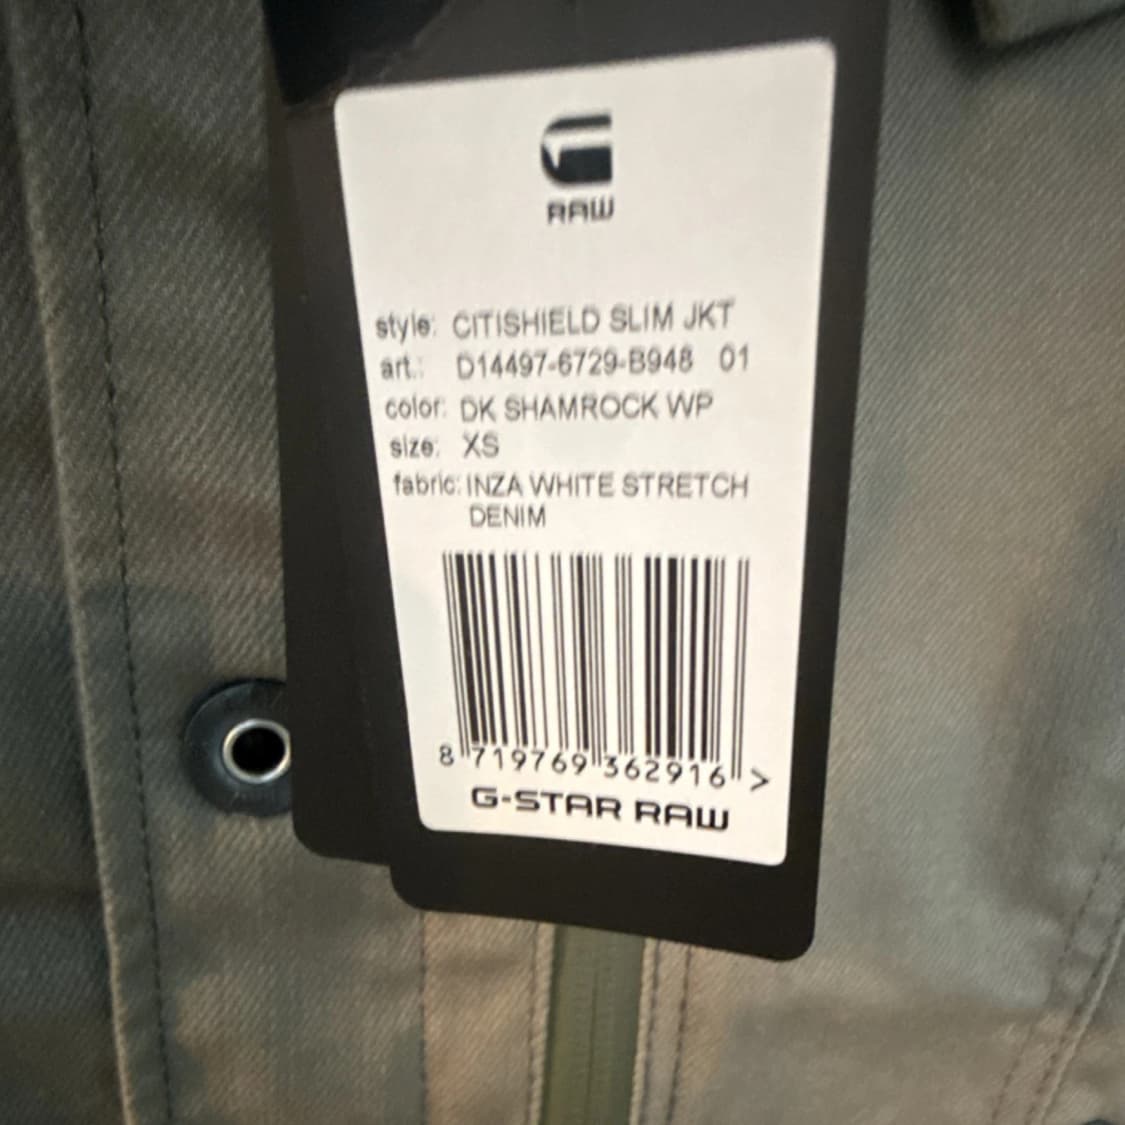 RAW
style: CITISHIELD SLIM JKT
art.: D14497-6729-B948 01
color: DK SHAMROCK WP
size: XS
fabric: INZA WHITE STRETCH
DENIM
8 719769 362916 >
G-STAR RAW